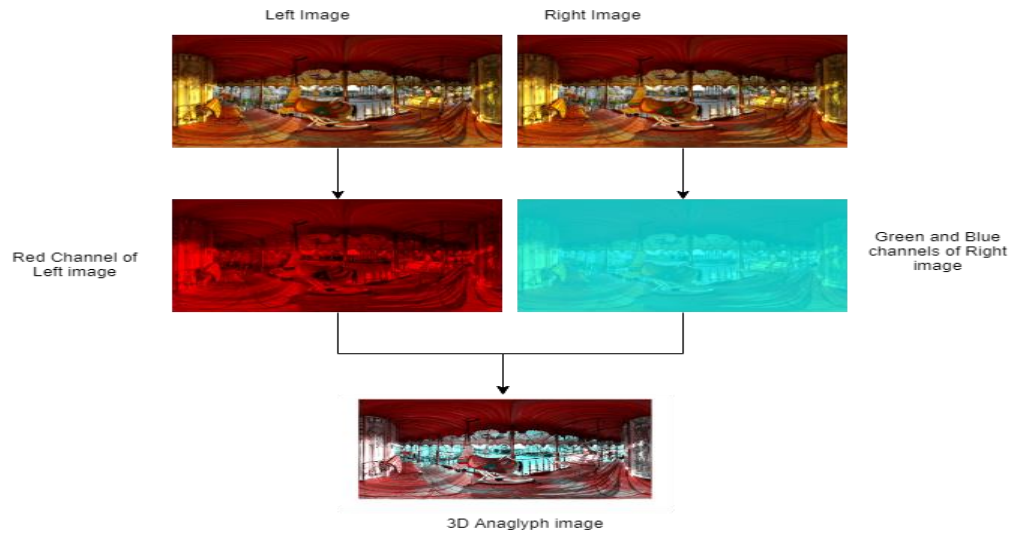 Left Image
Right Image
Red Channel of
Left image
Green and Blue
channels of Right
image
3D Anaglyph image